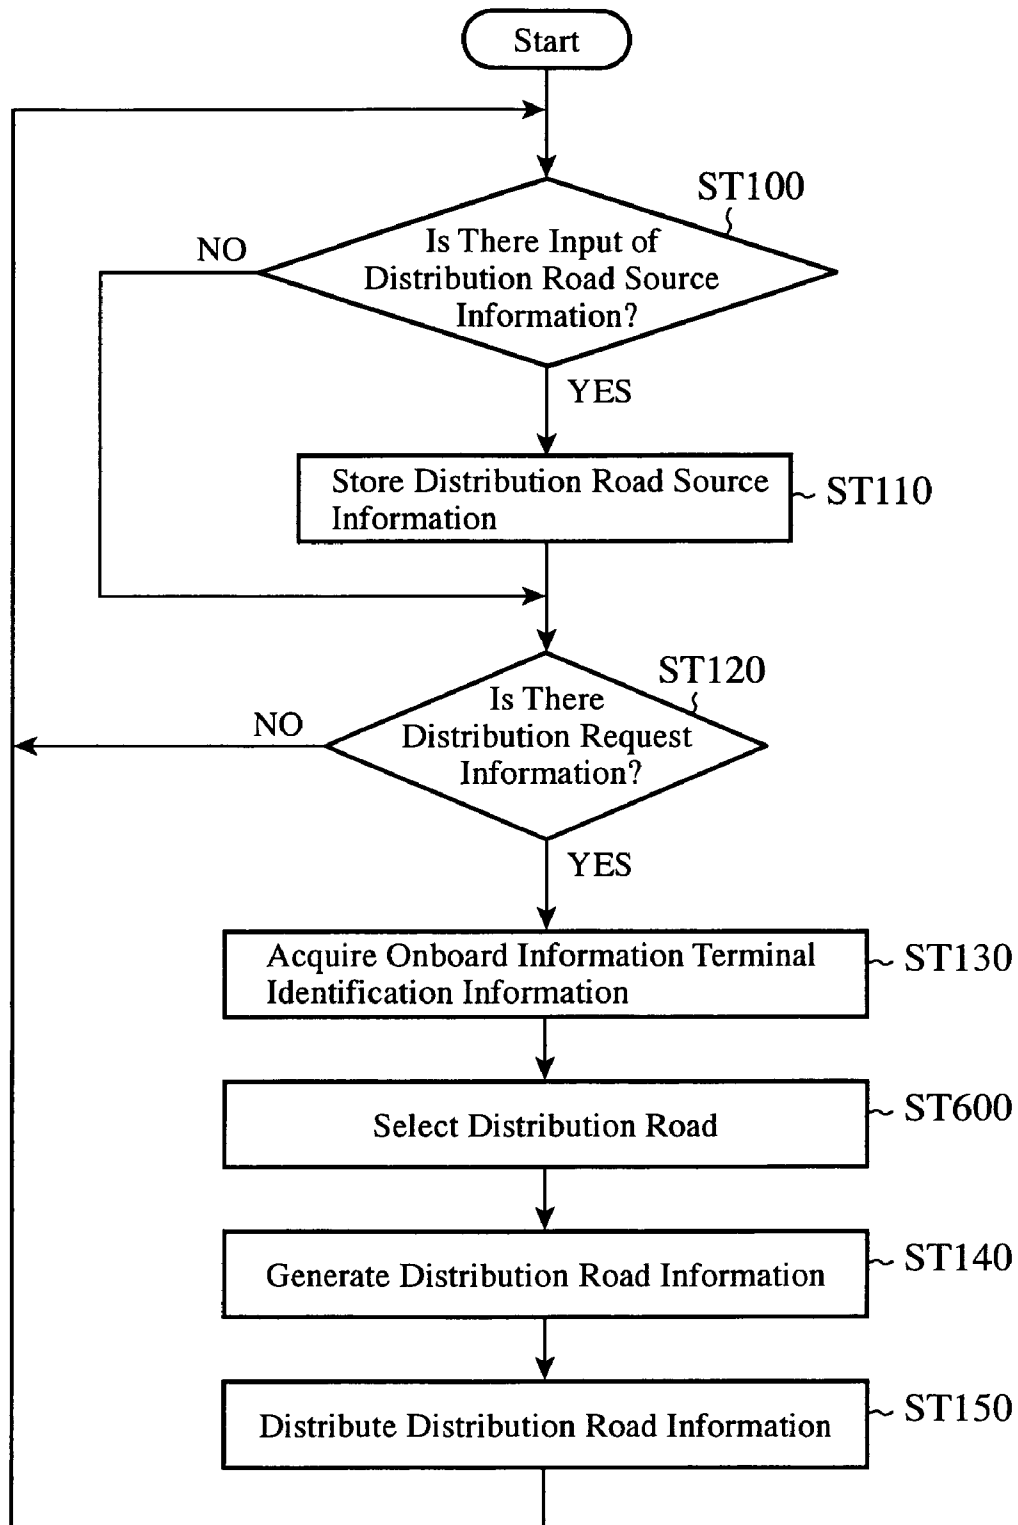 Start
ST100
NO
Is There Input of
Distribution Road Source
Information?
YES
Store Distribution Road Source
Information
ST110
ST120
Is There
Distribution Request
Information?
NO
YES
Acquire Onboard Information Terminal
Identification Information
ST130
Select Distribution Road
ST600
Generate Distribution Road Information
ST140
Distribute Distribution Road Information
ST150